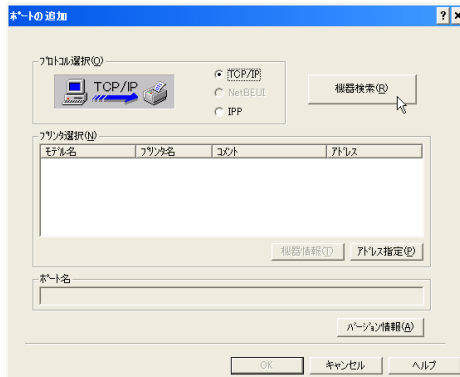 ﾎﾟｰﾄの追加
ﾌﾟﾛﾄｺﾙ選択(O)
TCP/IP
TCP/IP
NetBEUI
IPP
機器検索(R)
ﾌﾟﾘﾝﾀ選択(N)
ﾓﾃﾞﾙ名 ﾌﾟﾘﾝﾀ名 ｺﾒﾝﾄ ｱﾄﾞﾚｽ
機器情報(T) ｱﾄﾞﾚｽ指定(P)
ﾎﾟｰﾄ名
ﾊﾞｰｼﾞｮﾝ情報(A)
OK ｷｬﾝｾﾙ ﾍﾙﾌﾟ